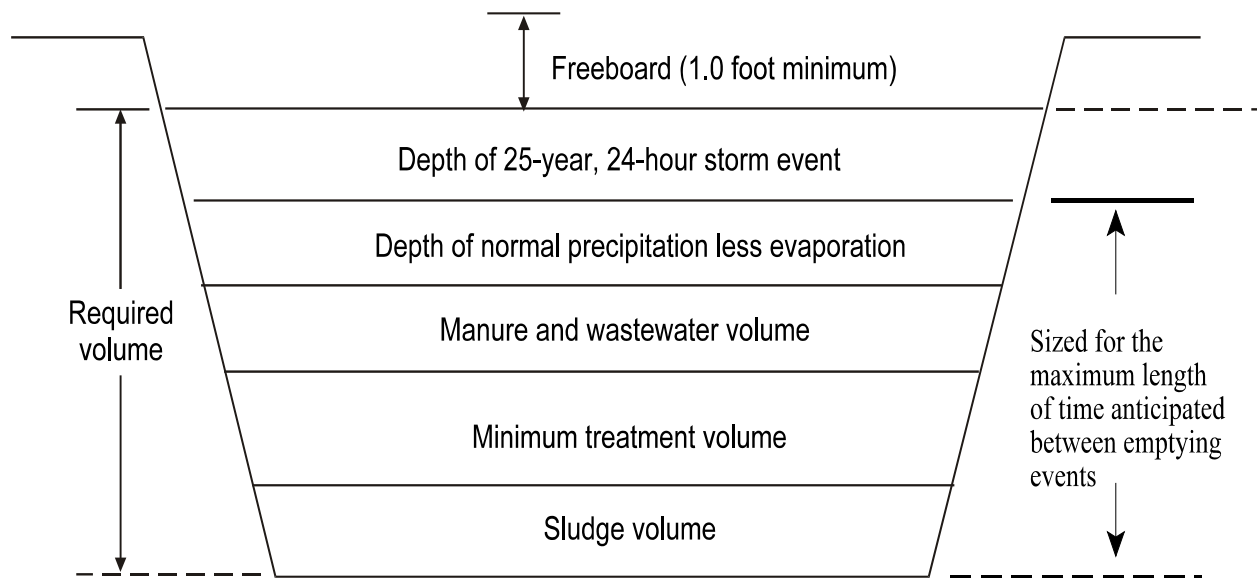 Freeboard (1.0 foot minimum)
Depth of 25-year, 24-hour storm event
Depth of normal precipitation less evaporation
Required
volume
Manure and wastewater volume
Sized for the
maximum length
of time anticipated
between emptying
events
Minimum treatment volume
Sludge volume